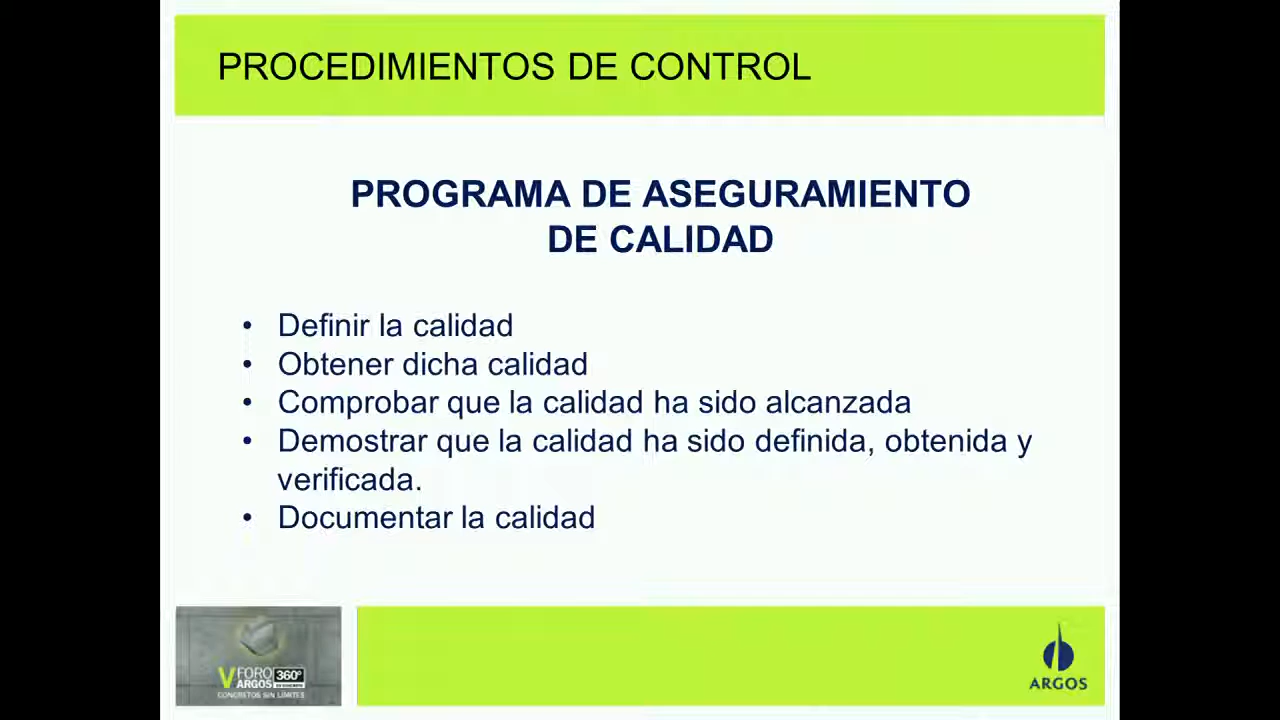 PROCEDIMIENTOS DE CONTROL
PROGRAMA DE ASEGURAMIENTO
DE CALIDAD
• Definir la calidad
• Obtener dicha calidad
• Comprobar que la calidad ha sido alcanzada
• Demostrar que la calidad ha sido definida, obtenida y
verificada.
• Documentar la calidad
V FORO
ARGOS 360°
CONCRETOS SIN LÍMITES
ARGOS